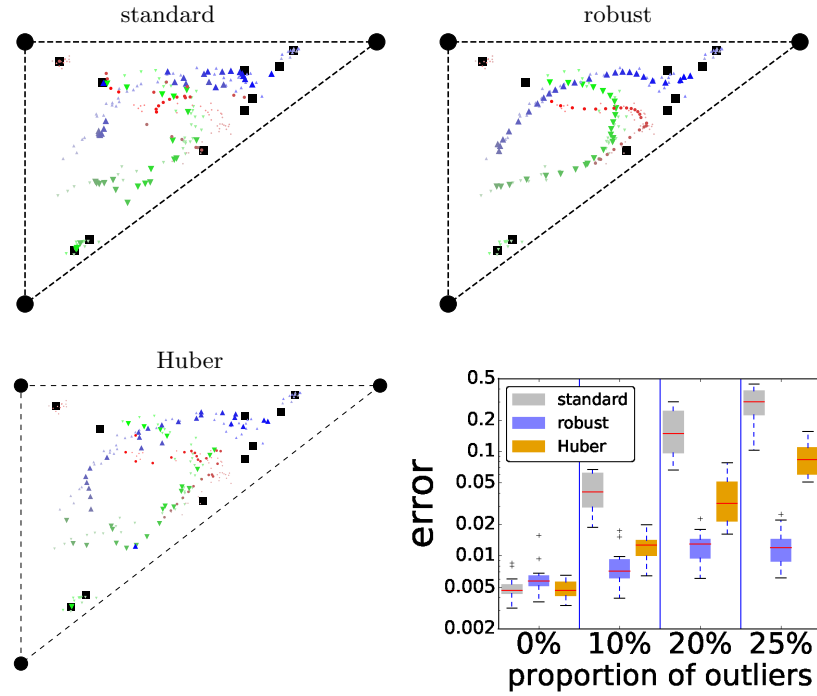 standard
robust
Huber
error
0.5
0.2
0.1
0.05
0.02
0.01
0.005
0.002
standard
robust
Huber
0%
10%
20%
25%
proportion of outliers